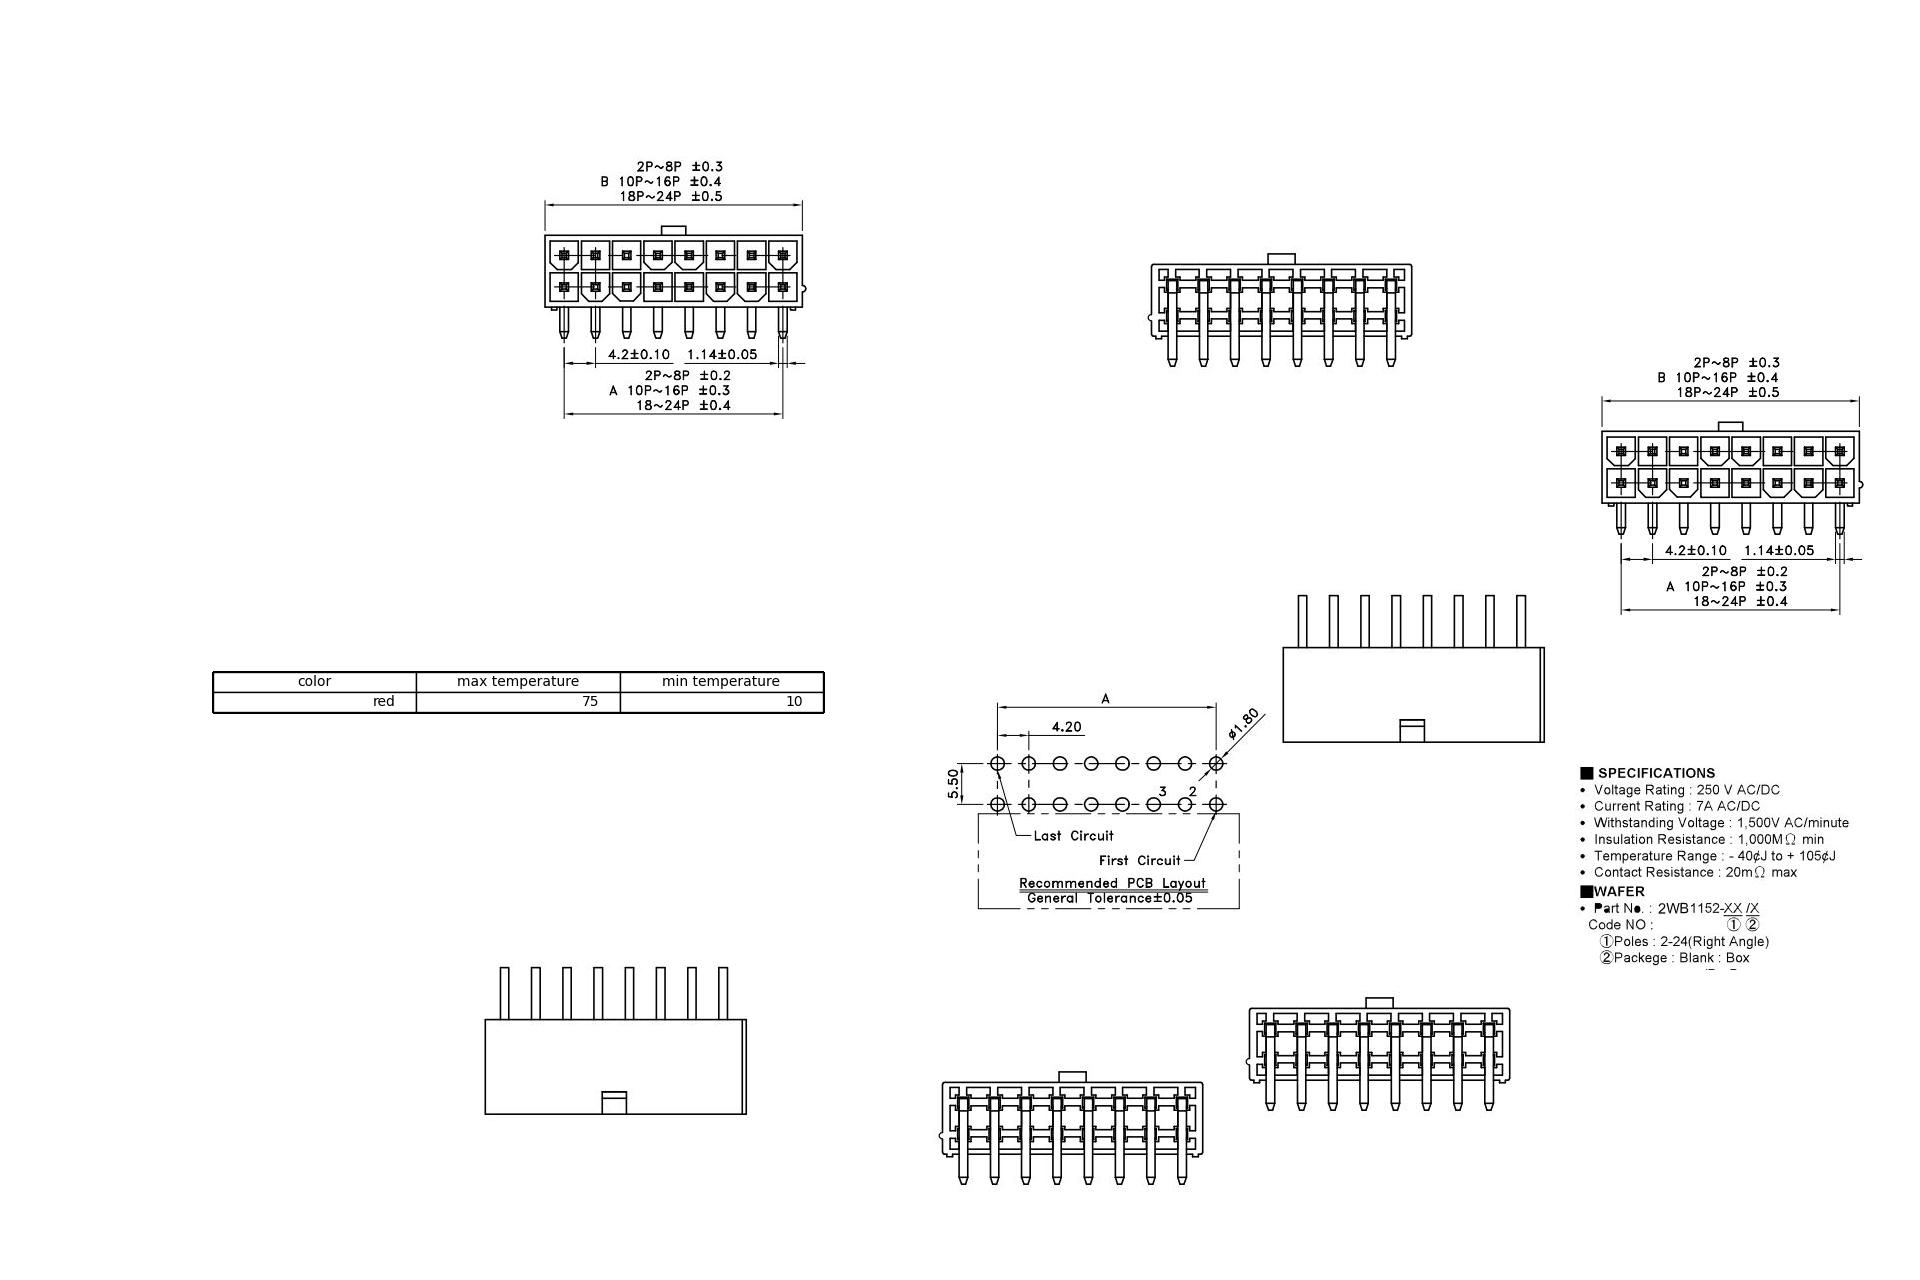 2P~8P ±0.3
B 10P~16P ±0.4
18P~24P ±0.5
4.2±0.10 1.14±0.05
2P~8P ±0.2
A 10P~16P ±0.3
18~24P ±0.4
2P~8P ±0.3
B 10P~16P ±0.4
18P~24P ±0.5
4.2±0.10 1.14±0.05
2P~8P ±0.2
A 10P~16P ±0.3
18~24P ±0.4
color max temperature min temperature
red 75 10
A
4.20
ø1.80
5.50
3 2
Last Circuit
First Circuit
Recommended PCB Layout
General Tolerance±0.05
■ SPECIFICATIONS
• Voltage Rating : 250 V AC/DC
• Current Rating : 7A AC/DC
• Withstanding Voltage : 1,500V AC/minute
• Insulation Resistance : 1,000MΩ min
• Temperature Range : - 40¢J to + 105¢J
• Contact Resistance : 20mΩ max
■WAFER
• Part No. : 2WB1152-XX /X
Code NO : ① ②
①Poles : 2-24(Right Angle)
②Packege : Blank : Box